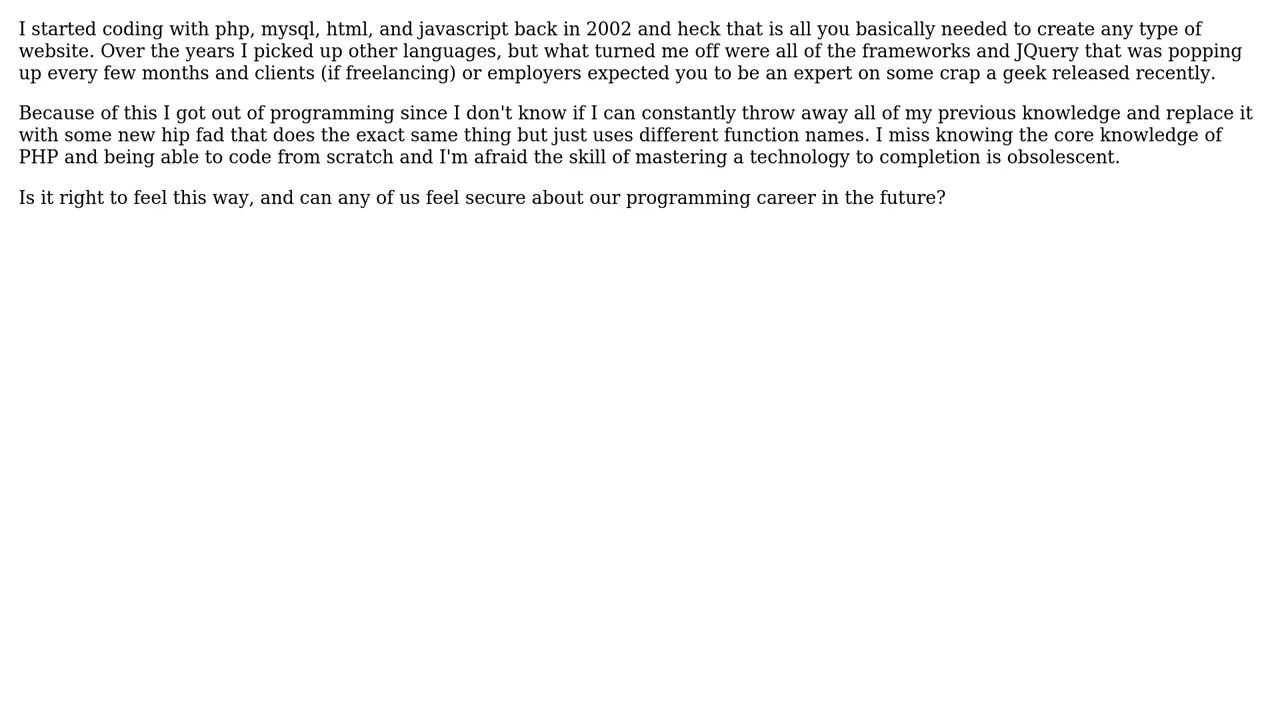 I started coding with php, mysql, html, and javascript back in 2002 and heck that is all you basically needed to create any type of
website. Over the years I picked up other languages, but what turned me off were all of the frameworks and JQuery that was popping
up every few months and clients (if freelancing) or employers expected you to be an expert on some crap a geek released recently.
Because of this I got out of programming since I don't know if I can constantly throw away all of my previous knowledge and replace it
with some new hip fad that does the exact same thing but just uses different function names. I miss knowing the core knowledge of
PHP and being able to code from scratch and I'm afraid the skill of mastering a technology to completion is obsolescent.
Is it right to feel this way, and can any of us feel secure about our programming career in the future?